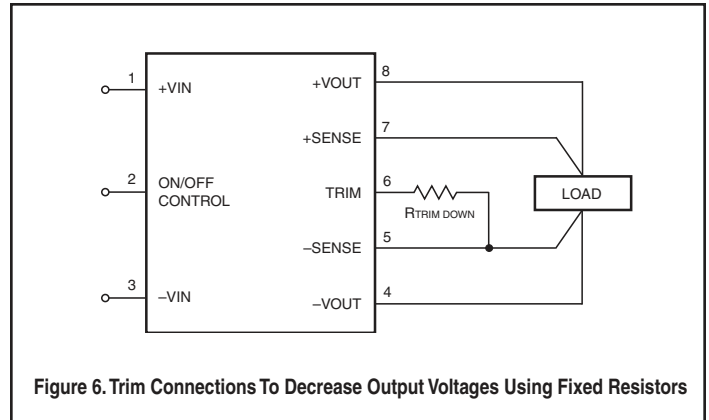 1 +VIN
+VOUT 8
+SENSE 7
2 ON/OFF
CONTROL
TRIM 6
RTRIM DOWN
LOAD
–SENSE 5
3 –VIN
–VOUT 4
Figure 6. Trim Connections To Decrease Output Voltages Using Fixed Resistors